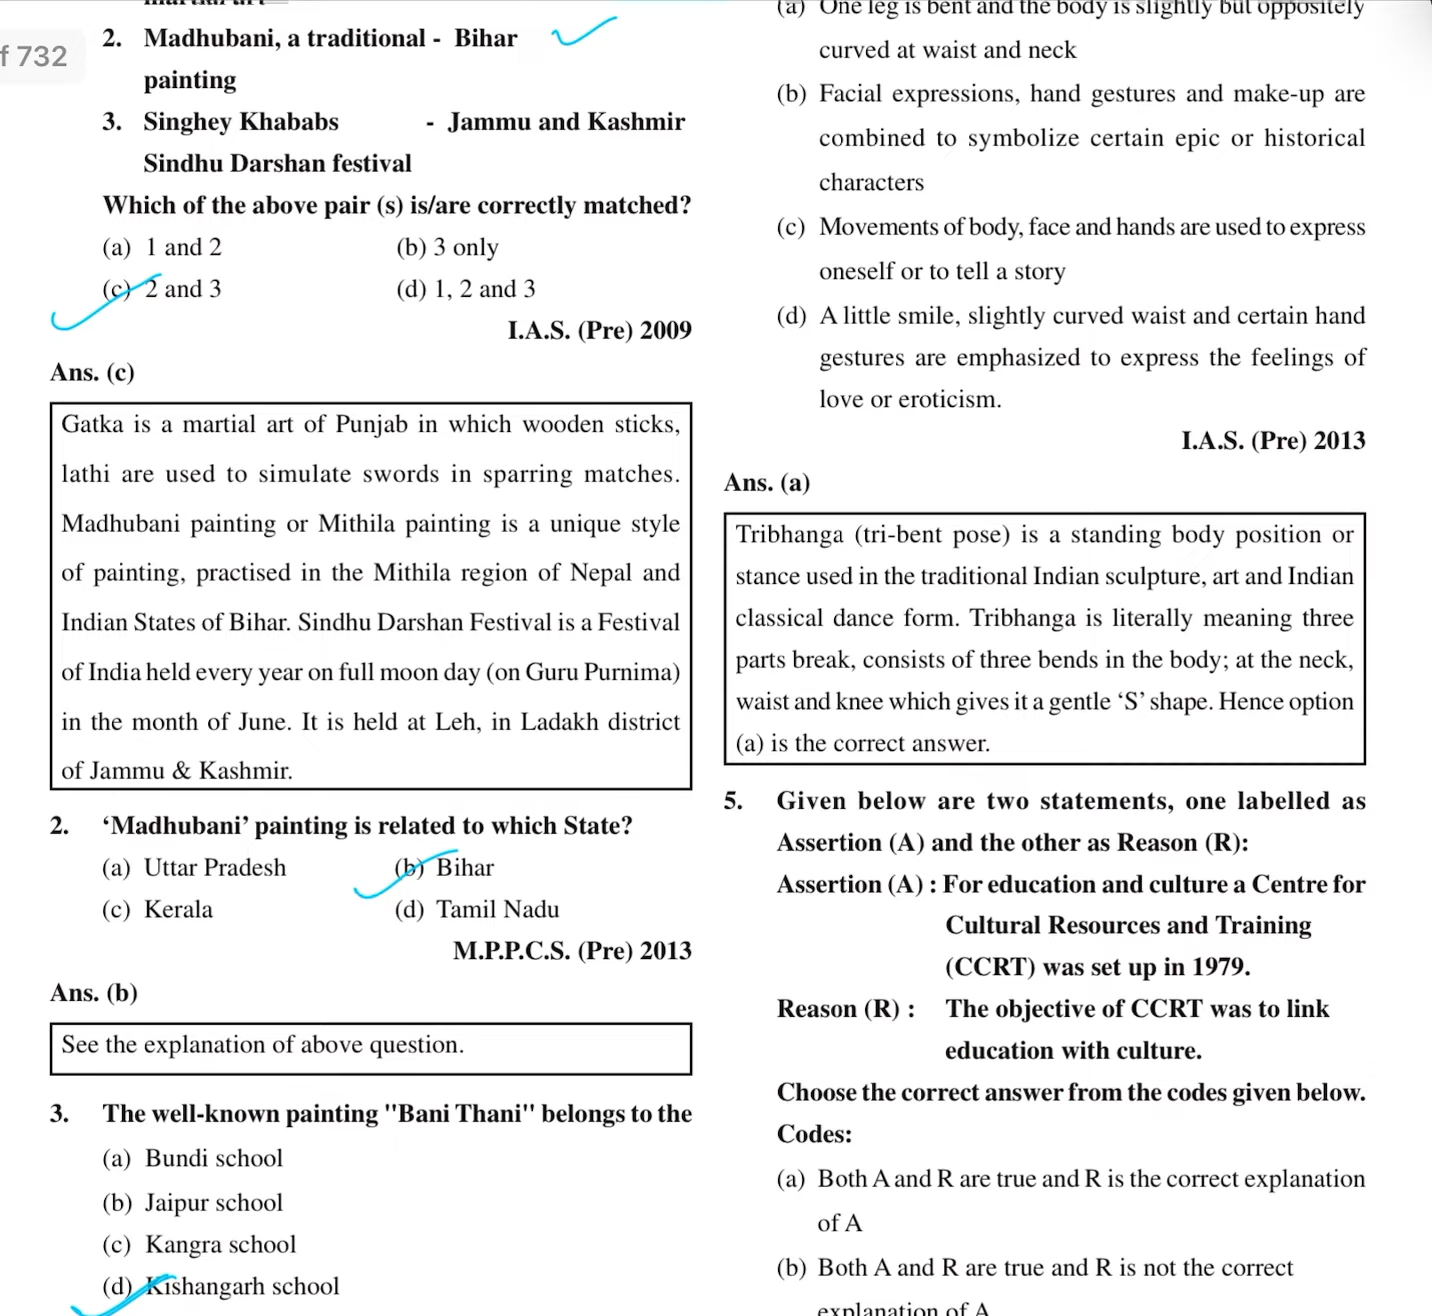 f 732
2. Madhubani, a traditional - Bihar
painting
3. Singhey Khababs - Jammu and Kashmir
Sindhu Darshan festival
Which of the above pair (s) is/are correctly matched?
(a) 1 and 2 (b) 3 only
(c) 2 and 3 (d) 1, 2 and 3
I.A.S. (Pre) 2009
Ans. (c)
Gatka is a martial art of Punjab in which wooden sticks,
lathi are used to simulate swords in sparring matches.
Madhubani painting or Mithila painting is a unique style
of painting, practised in the Mithila region of Nepal and
Indian States of Bihar. Sindhu Darshan Festival is a Festival
of India held every year on full moon day (on Guru Purnima)
in the month of June. It is held at Leh, in Ladakh district
of Jammu & Kashmir.
2. ‘Madhubani’ painting is related to which State?
(a) Uttar Pradesh (b) Bihar
(c) Kerala (d) Tamil Nadu
M.P.P.C.S. (Pre) 2013
Ans. (b)
See the explanation of above question.
3. The well-known painting "Bani Thani" belongs to the
(a) Bundi school
(b) Jaipur school
(c) Kangra school
(d) Kishangarh school
(a) One leg is bent and the body is slightly but oppositely
curved at waist and neck
(b) Facial expressions, hand gestures and make-up are
combined to symbolize certain epic or historical
characters
(c) Movements of body, face and hands are used to express
oneself or to tell a story
(d) A little smile, slightly curved waist and certain hand
gestures are emphasized to express the feelings of
love or eroticism.
I.A.S. (Pre) 2013
Ans. (a)
Tribhanga (tri-bent pose) is a standing body position or
stance used in the traditional Indian sculpture, art and Indian
classical dance form. Tribhanga is literally meaning three
parts break, consists of three bends in the body; at the neck,
waist and knee which gives it a gentle ‘S’ shape. Hence option
(a) is the correct answer.
5. Given below are two statements, one labelled as
Assertion (A) and the other as Reason (R):
Assertion (A) : For education and culture a Centre for
Cultural Resources and Training
(CCRT) was set up in 1979.
Reason (R) : The objective of CCRT was to link
education with culture.
Choose the correct answer from the codes given below.
Codes:
(a) Both A and R are true and R is the correct explanation
of A
(b) Both A and R are true and R is not the correct
explanation of A